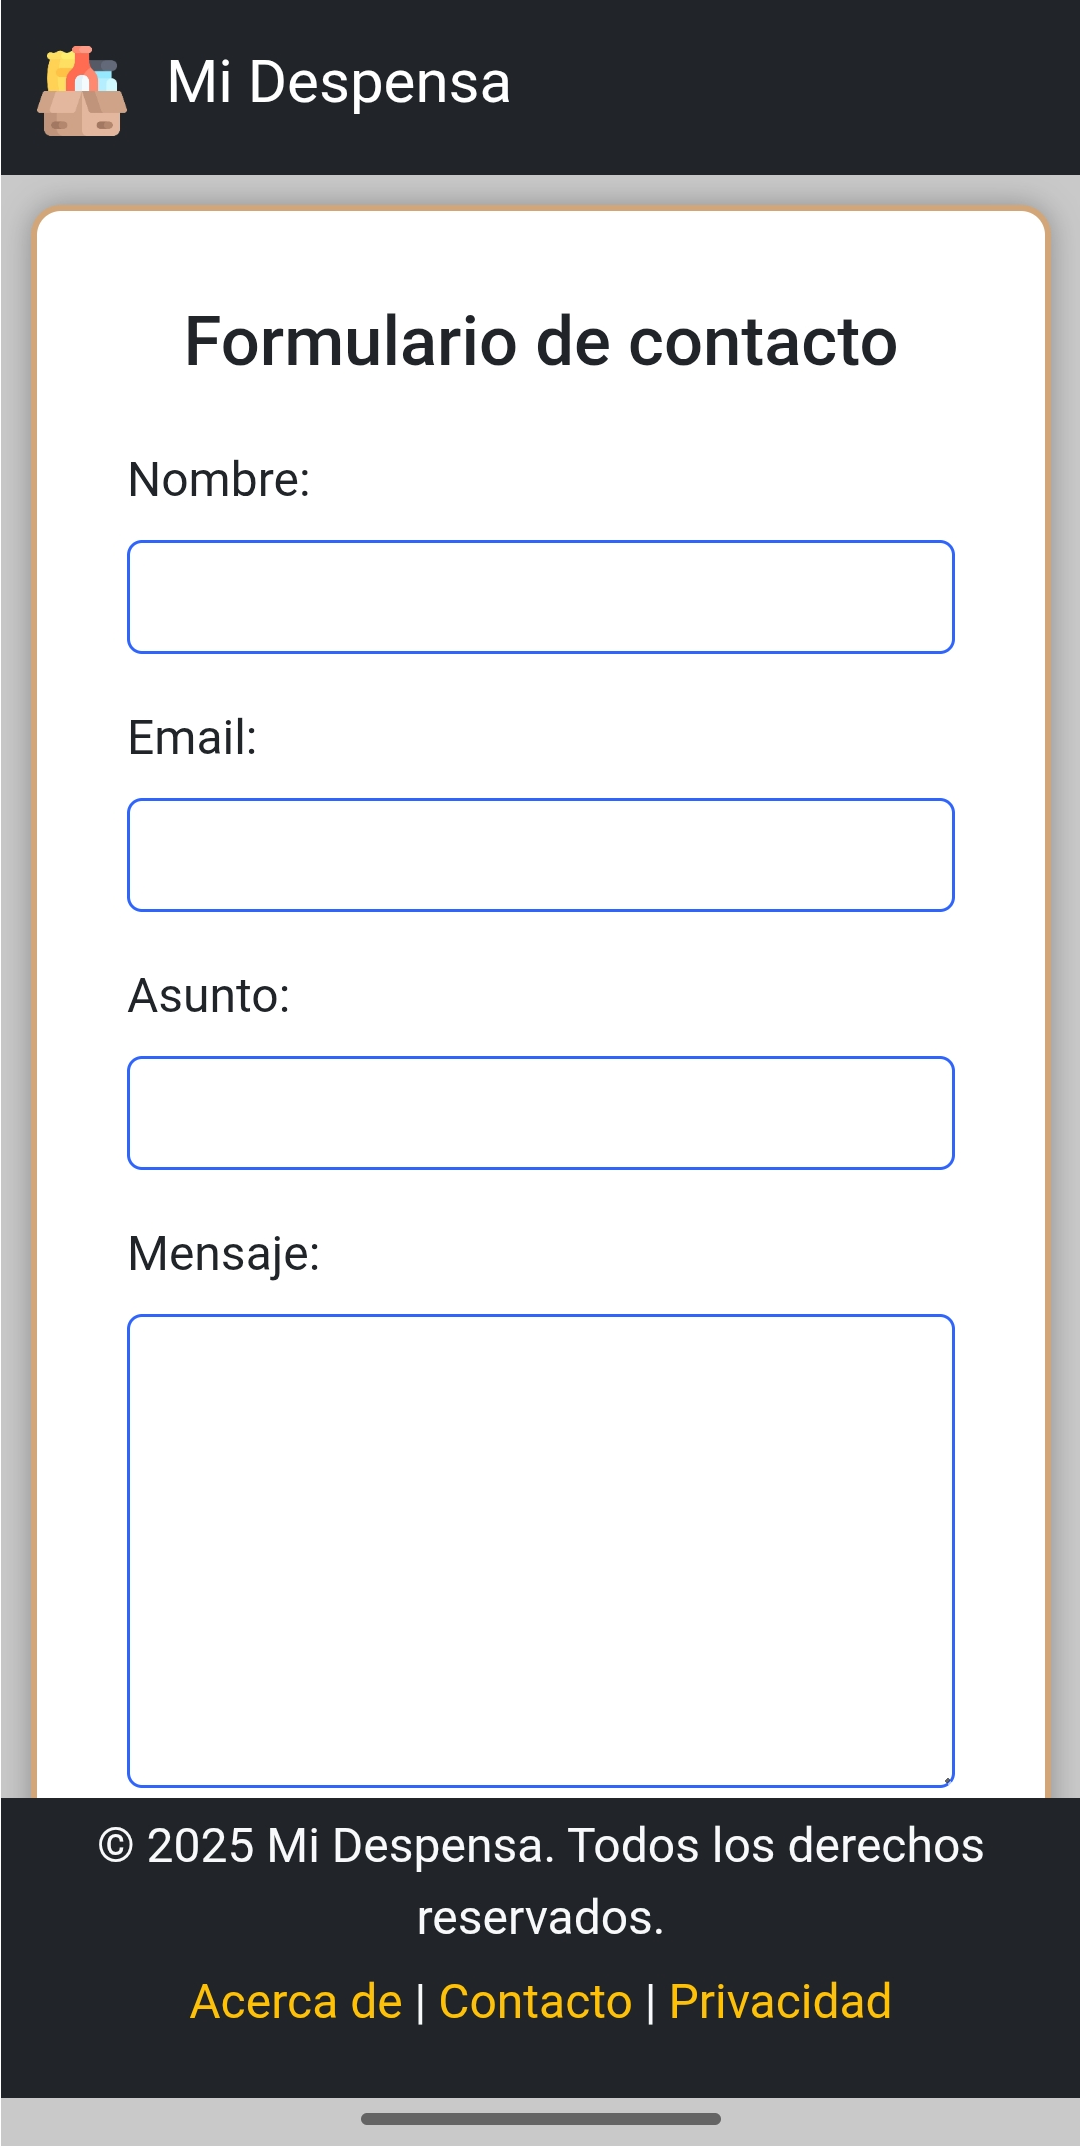 Mi Despensa
Formulario de contacto
Nombre:
Email:
Asunto:
Mensaje:
© 2025 Mi Despensa. Todos los derechos
reservados.
Acerca de | Contacto | Privacidad